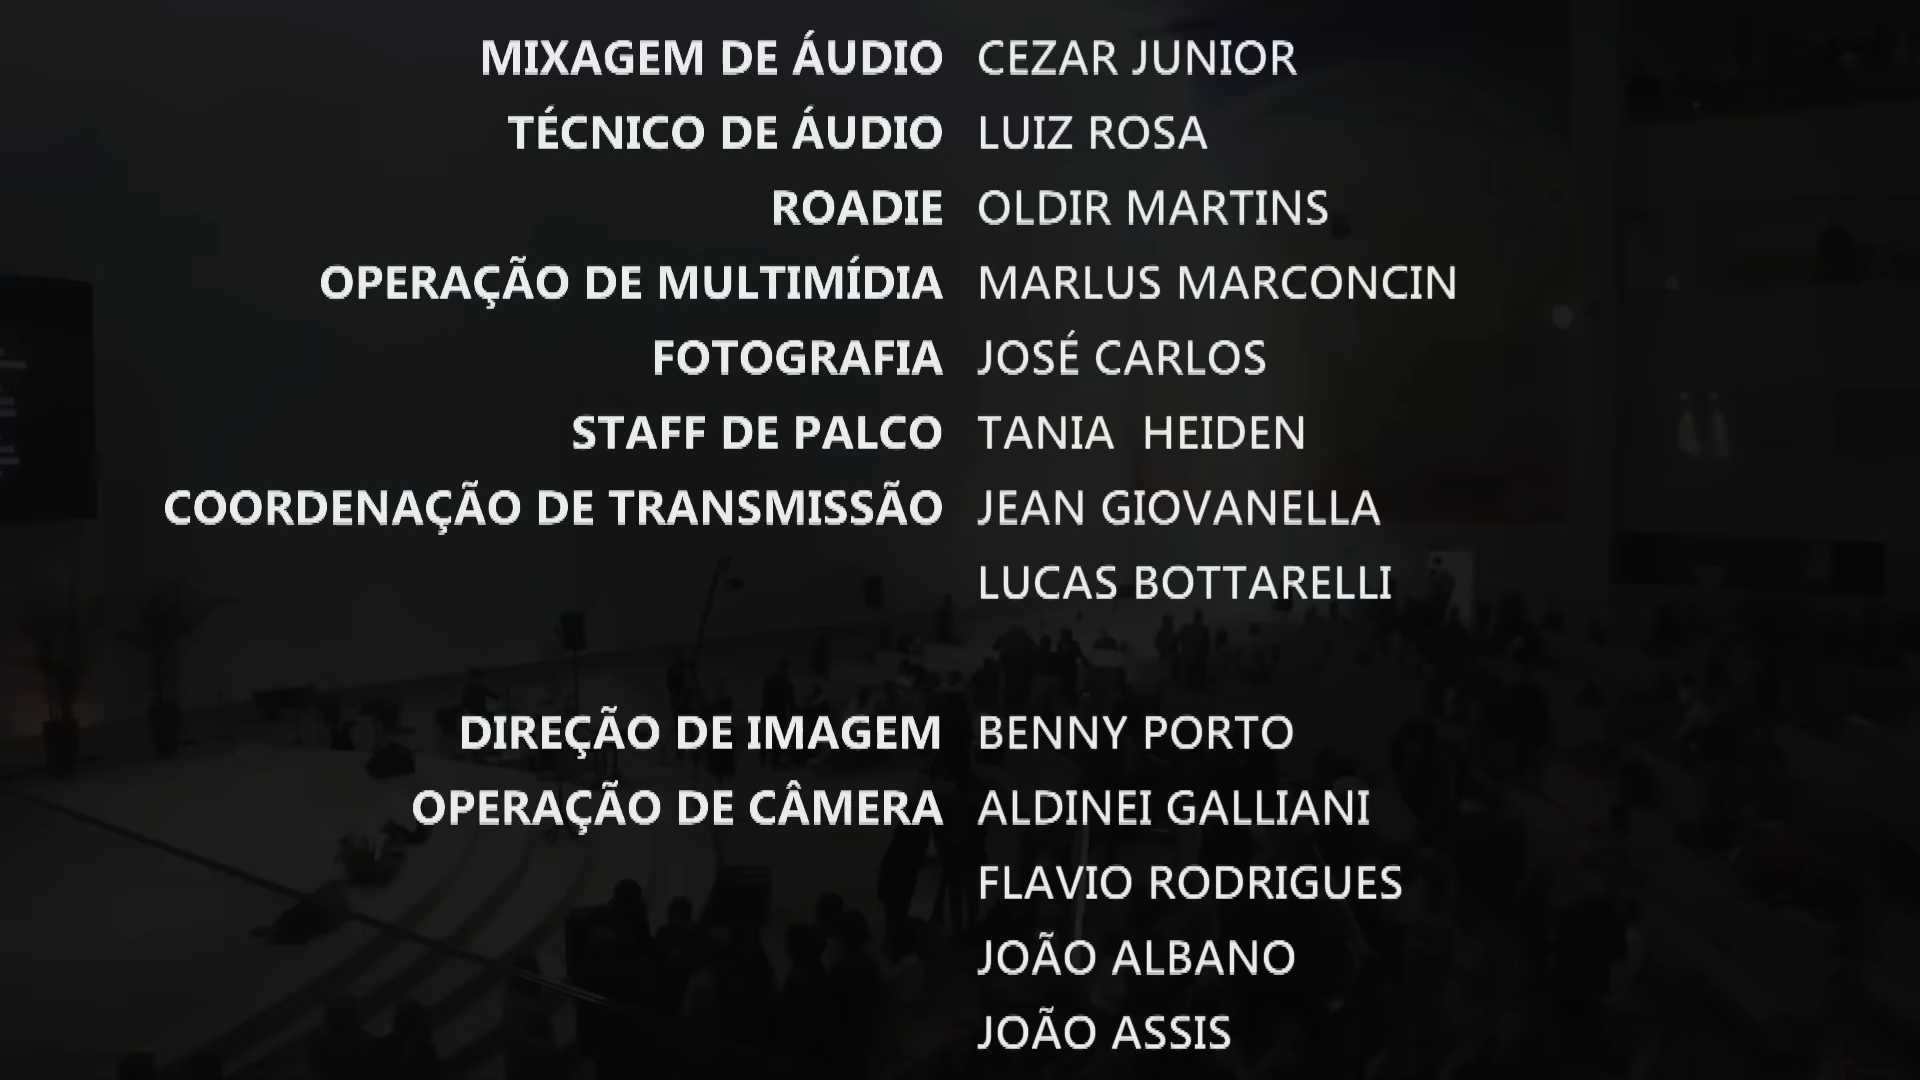 MIXAGEM DE ÁUDIO CEZAR JUNIOR
TÉCNICO DE ÁUDIO LUIZ ROSA
ROADIE OLDIR MARTINS
OPERAÇÃO DE MULTIMÍDIA MARLUS MARCONCIN
FOTOGRAFIA JOSÉ CARLOS
STAFF DE PALCO TANIA  HEIDEN
COORDENAÇÃO DE TRANSMISSÃO JEAN GIOVANELLA
LUCAS BOTTARELLI
DIREÇÃO DE IMAGEM BENNY PORTO
OPERAÇÃO DE CÂMERA ALDINEI GALLIANI
FLAVIO RODRIGUES
JOÃO ALBANO
JOÃO ASSIS